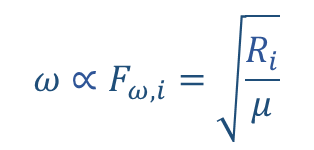 ω ∝ F_{ω,i} = √(R_i / μ)